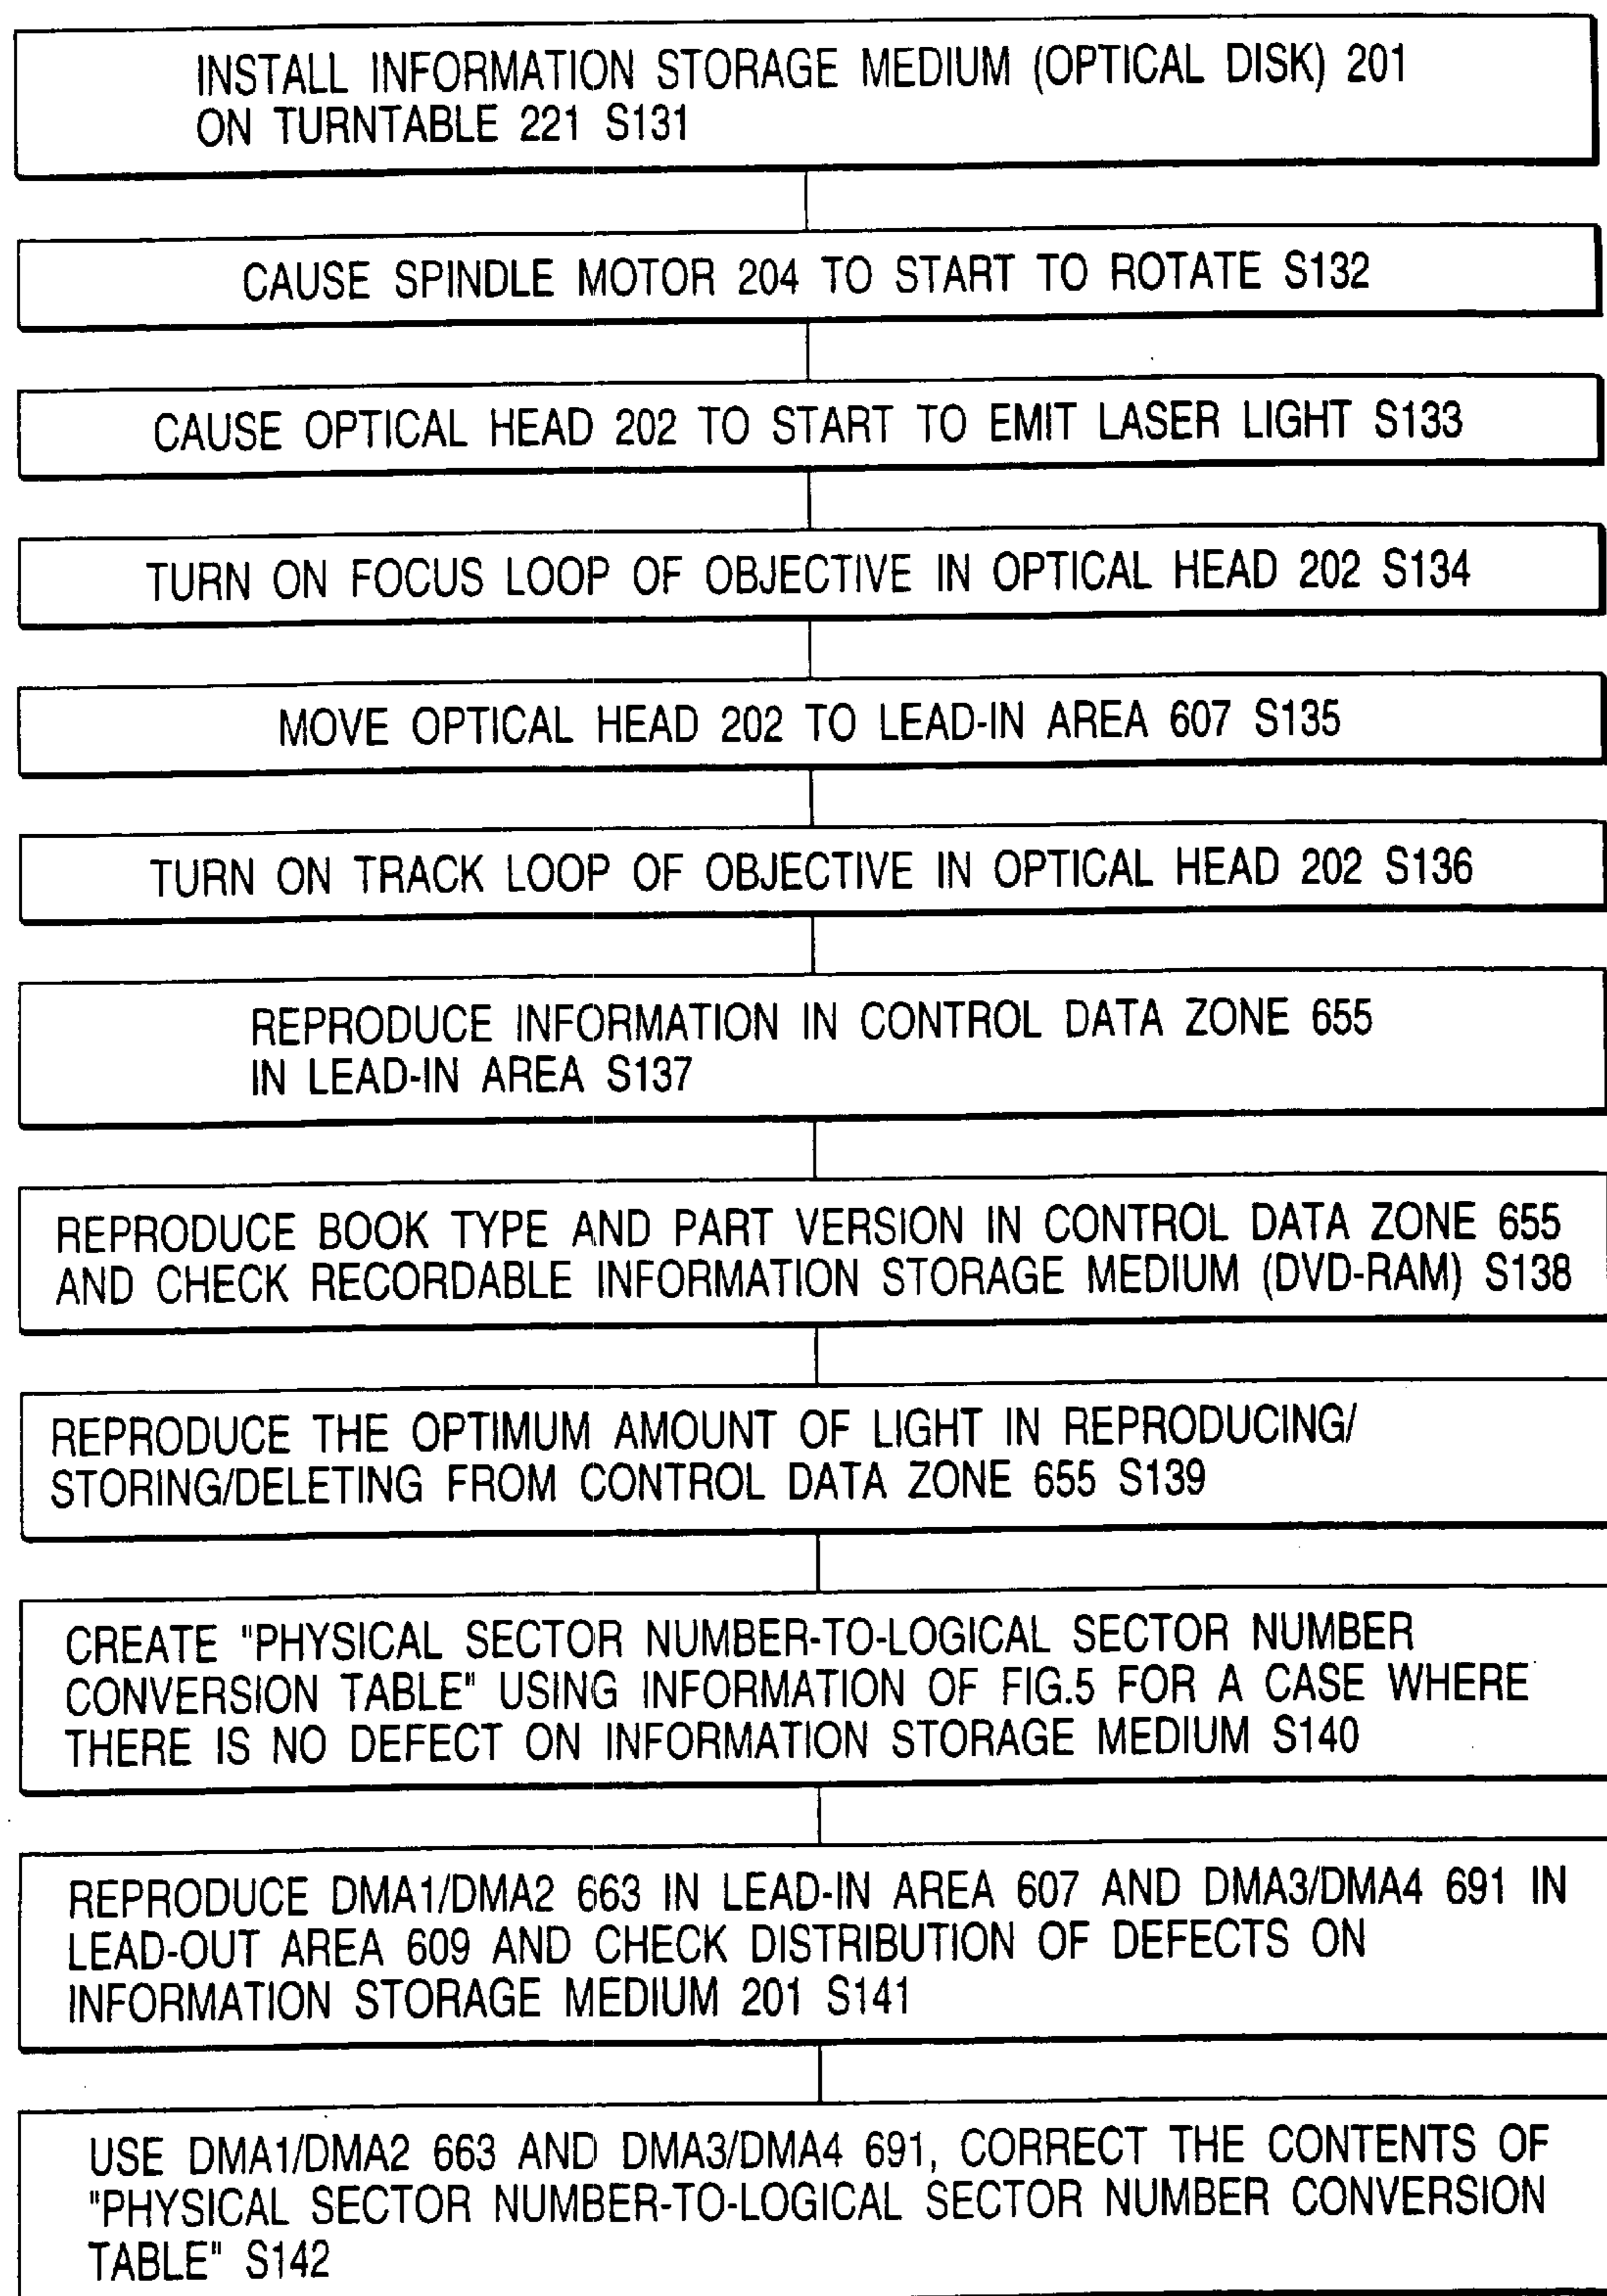 INSTALL INFORMATION STORAGE MEDIUM (OPTICAL DISK) 201
ON TURNTABLE 221 S131
CAUSE SPINDLE MOTOR 204 TO START TO ROTATE S132
CAUSE OPTICAL HEAD 202 TO START TO EMIT LASER LIGHT S133
TURN ON FOCUS LOOP OF OBJECTIVE IN OPTICAL HEAD 202 S134
MOVE OPTICAL HEAD 202 TO LEAD-IN AREA 607 S135
TURN ON TRACK LOOP OF OBJECTIVE IN OPTICAL HEAD 202 S136
REPRODUCE INFORMATION IN CONTROL DATA ZONE 655
IN LEAD-IN AREA S137
REPRODUCE BOOK TYPE AND PART VERSION IN CONTROL DATA ZONE 655
AND CHECK RECORDABLE INFORMATION STORAGE MEDIUM (DVD-RAM) S138
REPRODUCE THE OPTIMUM AMOUNT OF LIGHT IN REPRODUCING/
STORING/DELETING FROM CONTROL DATA ZONE 655 S139
CREATE "PHYSICAL SECTOR NUMBER-TO-LOGICAL SECTOR NUMBER
CONVERSION TABLE" USING INFORMATION OF FIG.5 FOR A CASE WHERE
THERE IS NO DEFECT ON INFORMATION STORAGE MEDIUM S140
REPRODUCE DMA1/DMA2 663 IN LEAD-IN AREA 607 AND DMA3/DMA4 691 IN
LEAD-OUT AREA 609 AND CHECK DISTRIBUTION OF DEFECTS ON
INFORMATION STORAGE MEDIUM 201 S141
USE DMA1/DMA2 663 AND DMA3/DMA4 691, CORRECT THE CONTENTS OF
"PHYSICAL SECTOR NUMBER-TO-LOGICAL SECTOR NUMBER CONVERSION
TABLE" S142